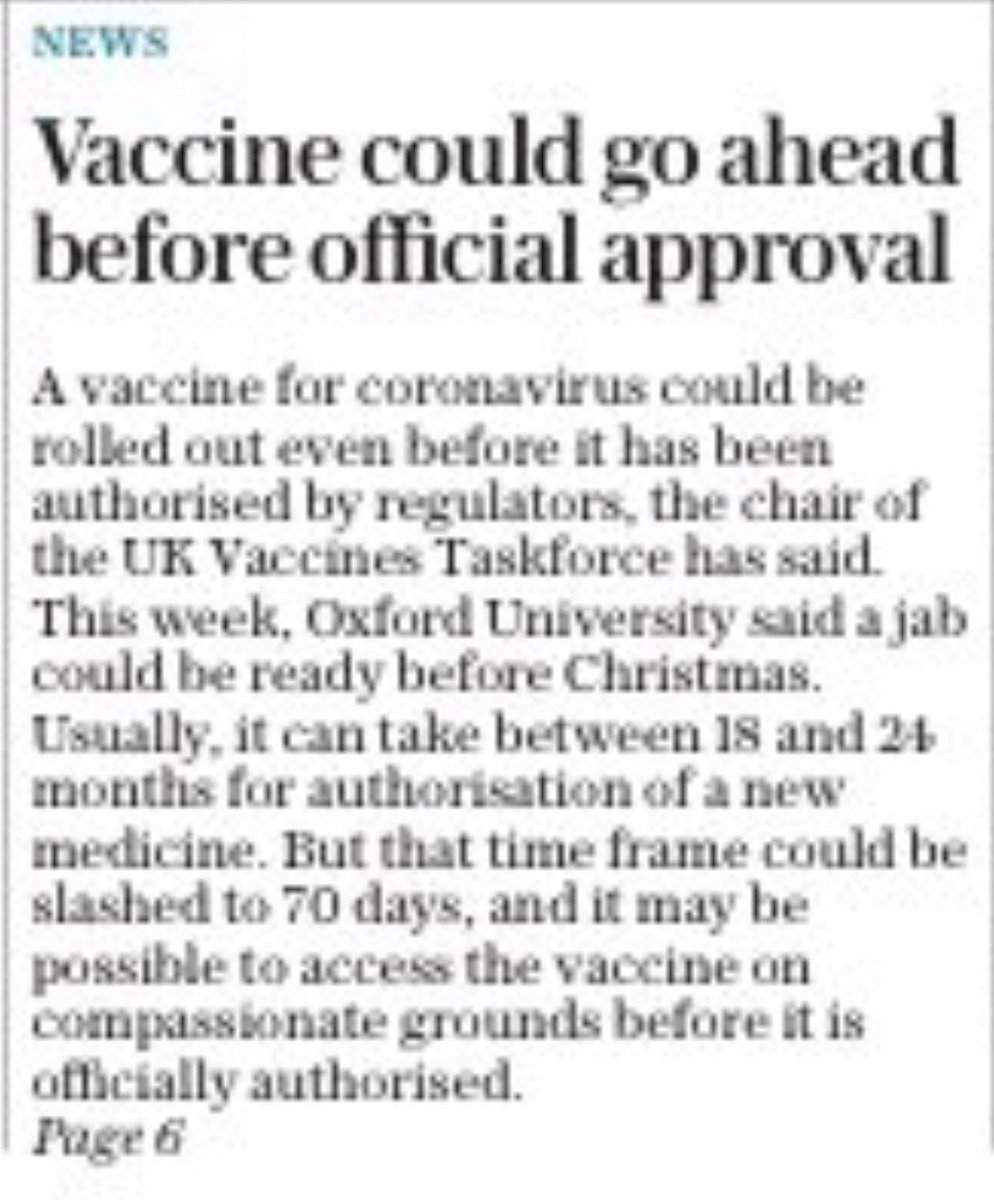 NEWS
Vaccine could go ahead
before official approval
A vaccine for coronavirus could be
rolled out even before it has been
authorised by regulators, the chair of
the UK Vaccines Taskforce has said.
This week, Oxford University said a jab
could be ready before Christmas.
Usually, it can take between 18 and 24
months for authorisation of a new
medicine. But that time frame could be
slashed to 70 days, and it may be
possible to access the vaccine on
compassionate grounds before it is
officially authorised.
Page 6